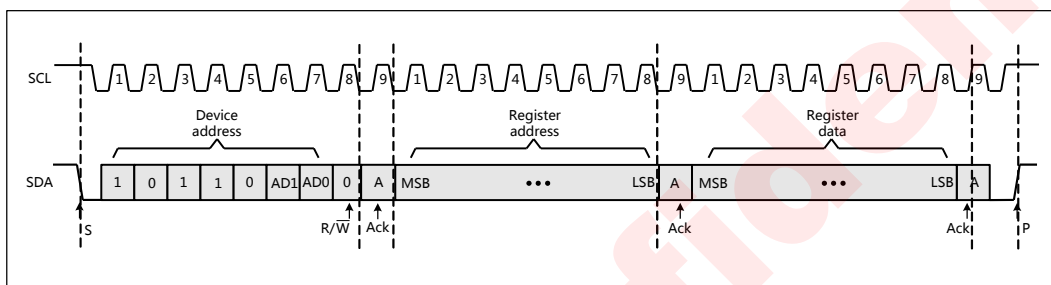 SCL 1 2 3 4 5 6 7 8 9 1 2 3 4 5 6 7 8 9 1 2 3 4 5 6 7 8 9
Device address
Register address
Register data
SDA 1 0 1 1 0 AD1 AD0 0 A MSB ••• LSB A MSB ••• LSB A
S R/W̅ Ack Ack Ack P
fiden